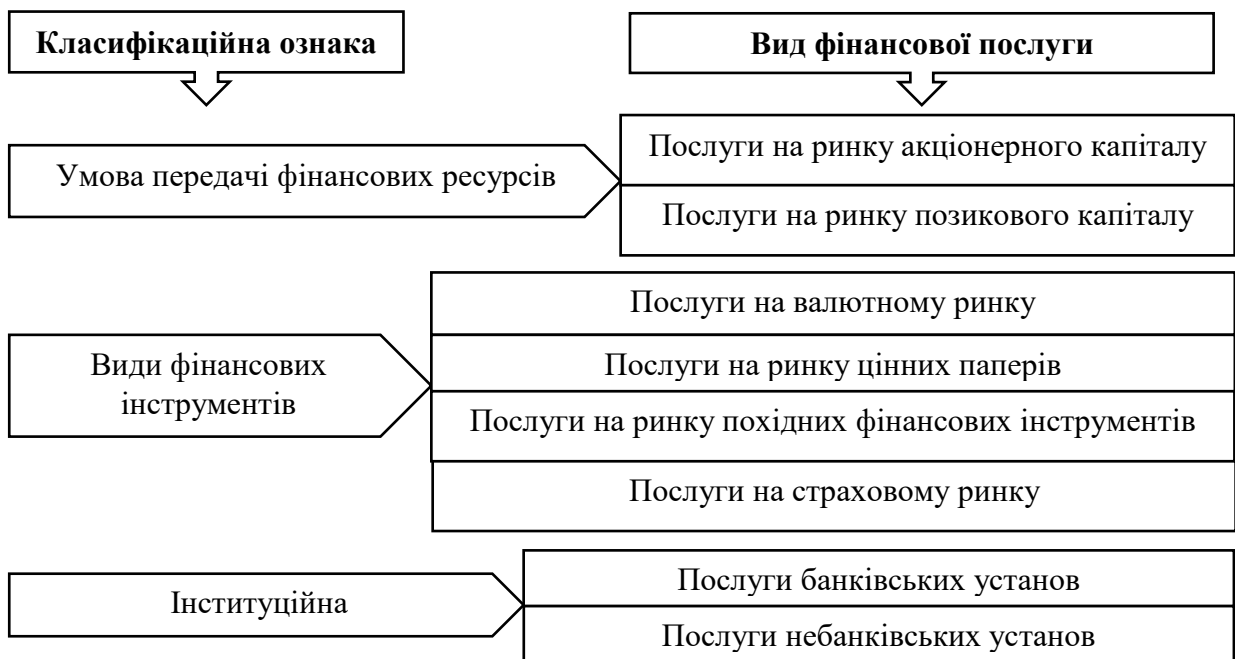 Класифікаційна ознака
Вид фінансової послуги
Умова передачі фінансових ресурсів
Послуги на ринку акціонерного капіталу
Послуги на ринку позикового капіталу
Види фінансових
інструментів
Послуги на валютному ринку
Послуги на ринку цінних паперів
Послуги на ринку похідних фінансових інструментів
Послуги на страховому ринку
Інституційна
Послуги банківських установ
Послуги небанківських установ